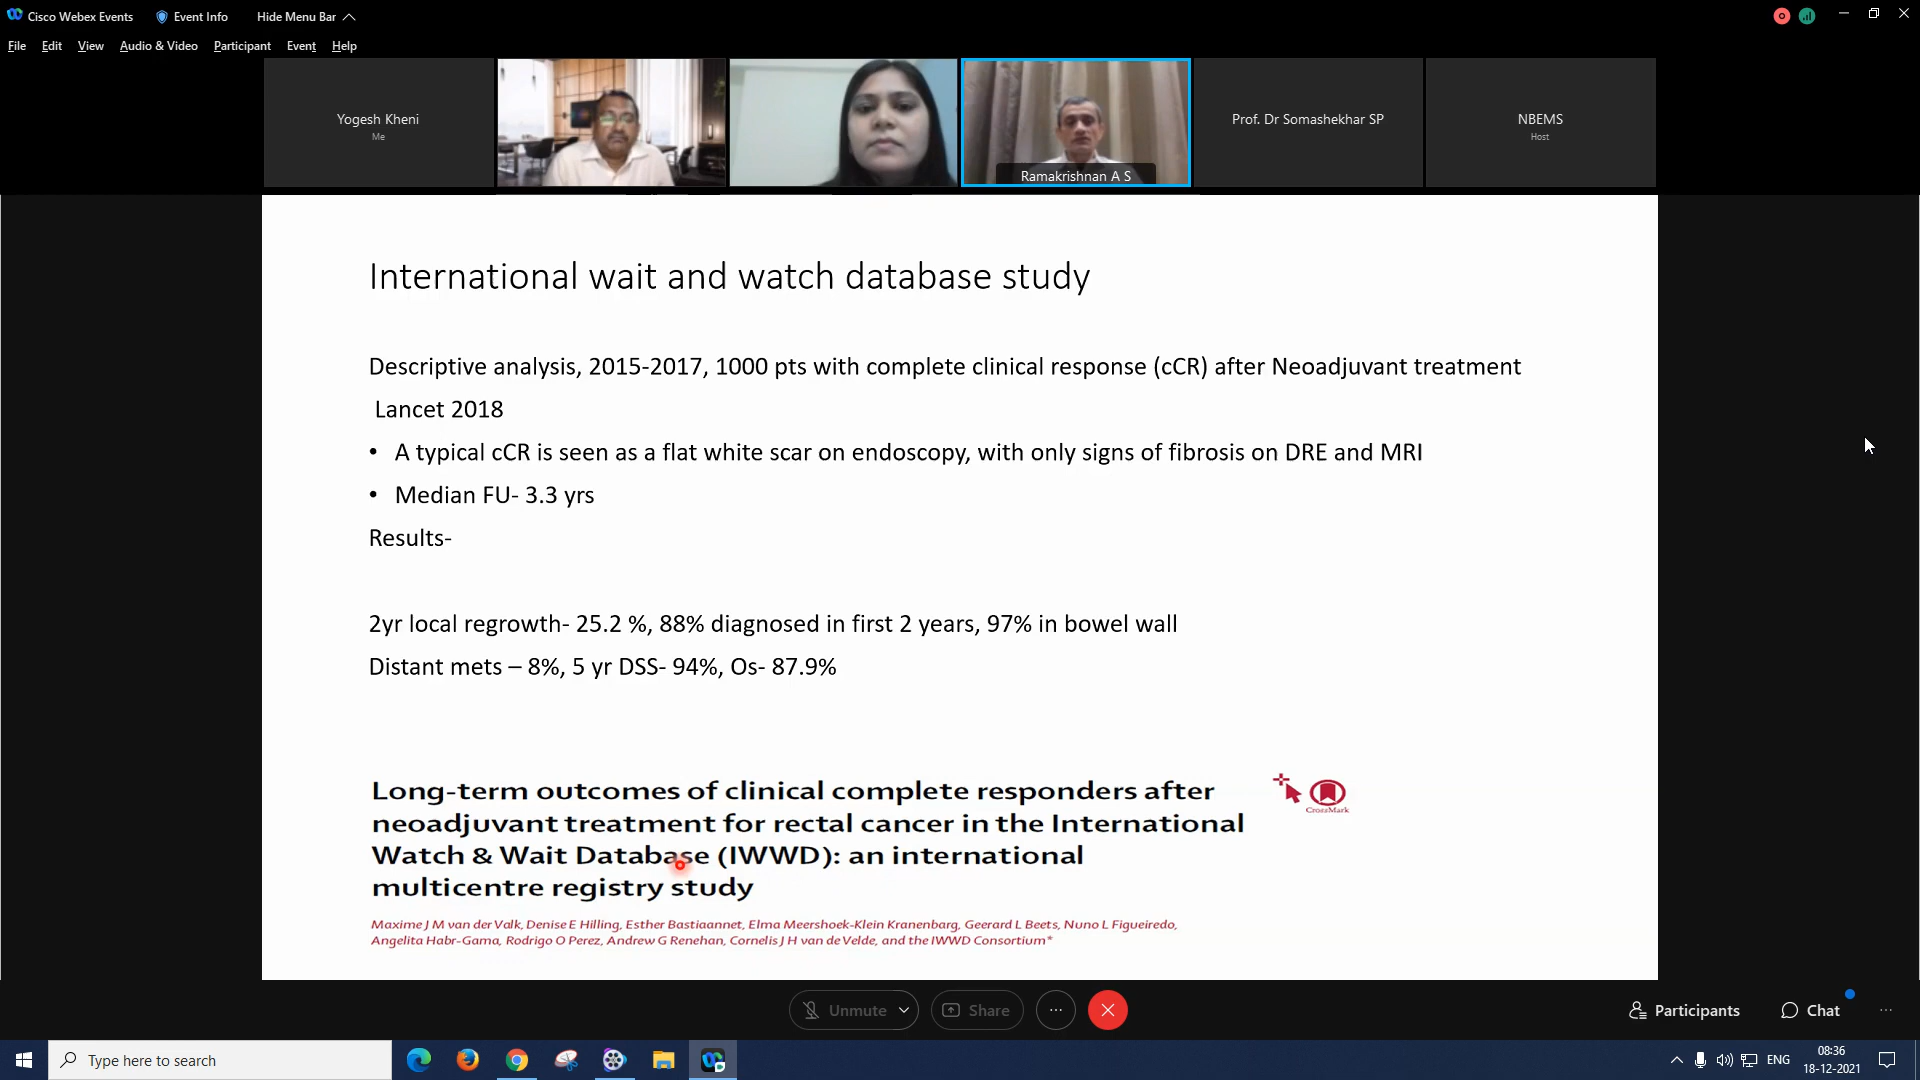 Cisco Webex Events
Event Info
Hide Menu Bar
File Edit View Audio & Video Participant Event Help
Yogesh Kheni
Me
Ramakrishnan A S
Prof. Dr Somashekhar SP
NBEMS
Host
International wait and watch database study
Descriptive analysis, 2015-2017, 1000 pts with complete clinical response (cCR) after Neoadjuvant treatment
Lancet 2018
• A typical cCR is seen as a flat white scar on endoscopy, with only signs of fibrosis on DRE and MRI
• Median FU- 3.3 yrs
Results-
2yr local regrowth- 25.2 %, 88% diagnosed in first 2 years, 97% in bowel wall
Distant mets – 8%, 5 yr DSS- 94%, Os- 87.9%
Long-term outcomes of clinical complete responders after
neoadjuvant treatment for rectal cancer in the International
Watch & Wait Database (IWWD): an international
multicentre registry study
CrossMark
Maxime J M van der Valk, Denise E Hilling, Esther Bastiaannet, Elma Meershoek-Klein Kranenbarg, Geerard L Beets, Nuno L Figueiredo,
Angelita Habr-Gama, Rodrigo O Perez, Andrew G Renehan, Cornelis J H van de Velde, and the IWWD Consortium*
Unmute
Share
Participants
Chat
Type here to search
ENG
08:36
18-12-2021